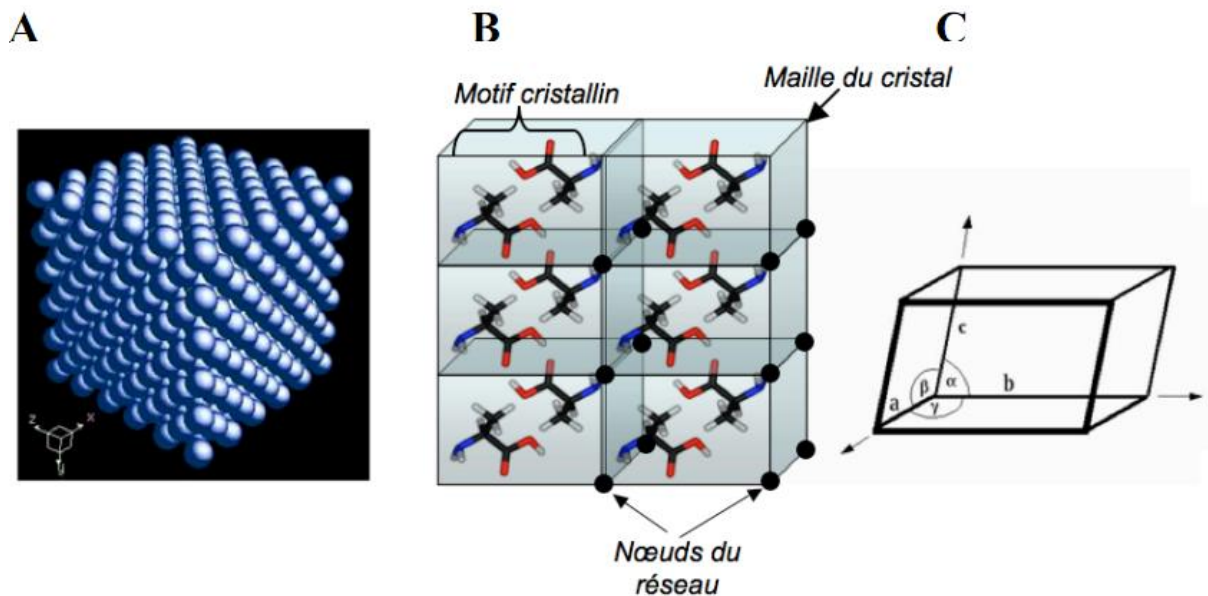 A
B
C
Maille du cristal
Motif cristallin
z
x
y
c
β
α
b
a
γ
Nœuds du
réseau